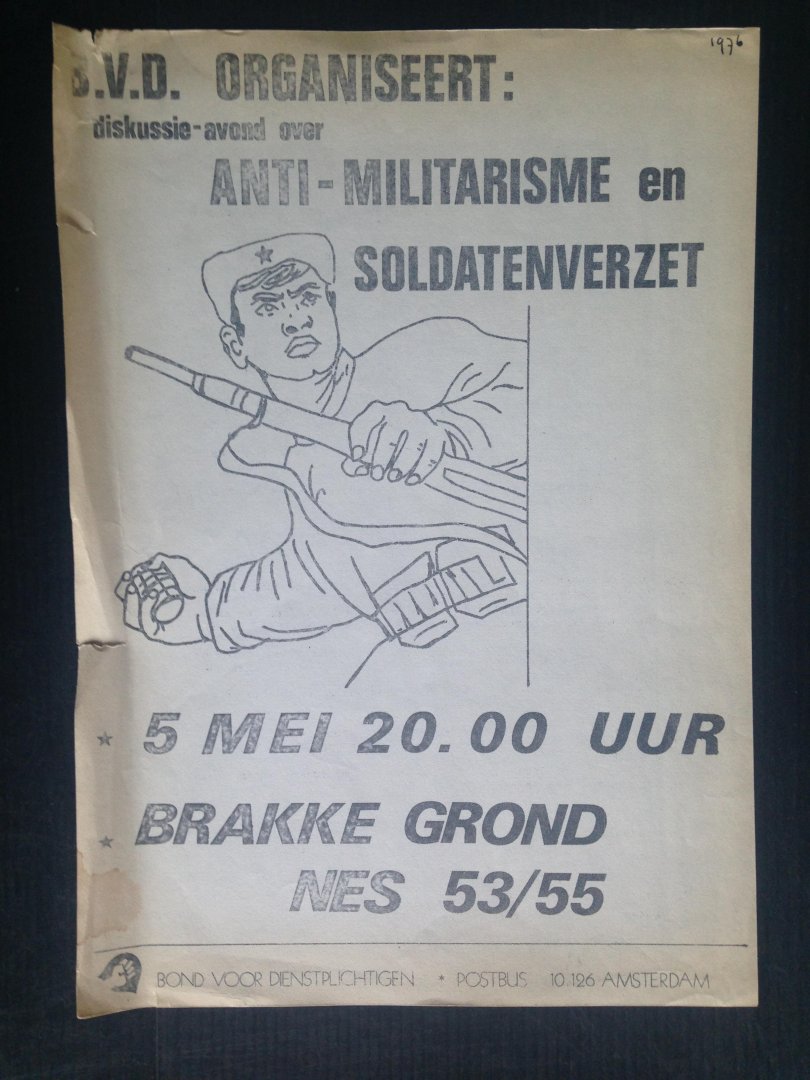 1976
B.V.D. ORGANISEERT:
diskussie-avond over
ANTI-MILITARISME en
SOLDATENVERZET
* 5 MEI 20.00 UUR
* BRAKKE GROND
NES 53/55
BOND VOOR DIENSTPLICHTIGEN * POSTBUS 10.126 AMSTERDAM